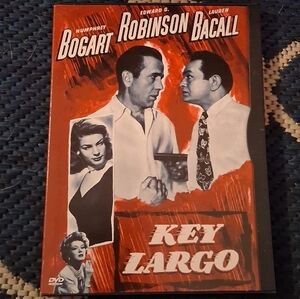 HUMPHREY EDWARD G. LAUREN
BOGART ROBINSON BACALL
KEY
LARGO
DVD